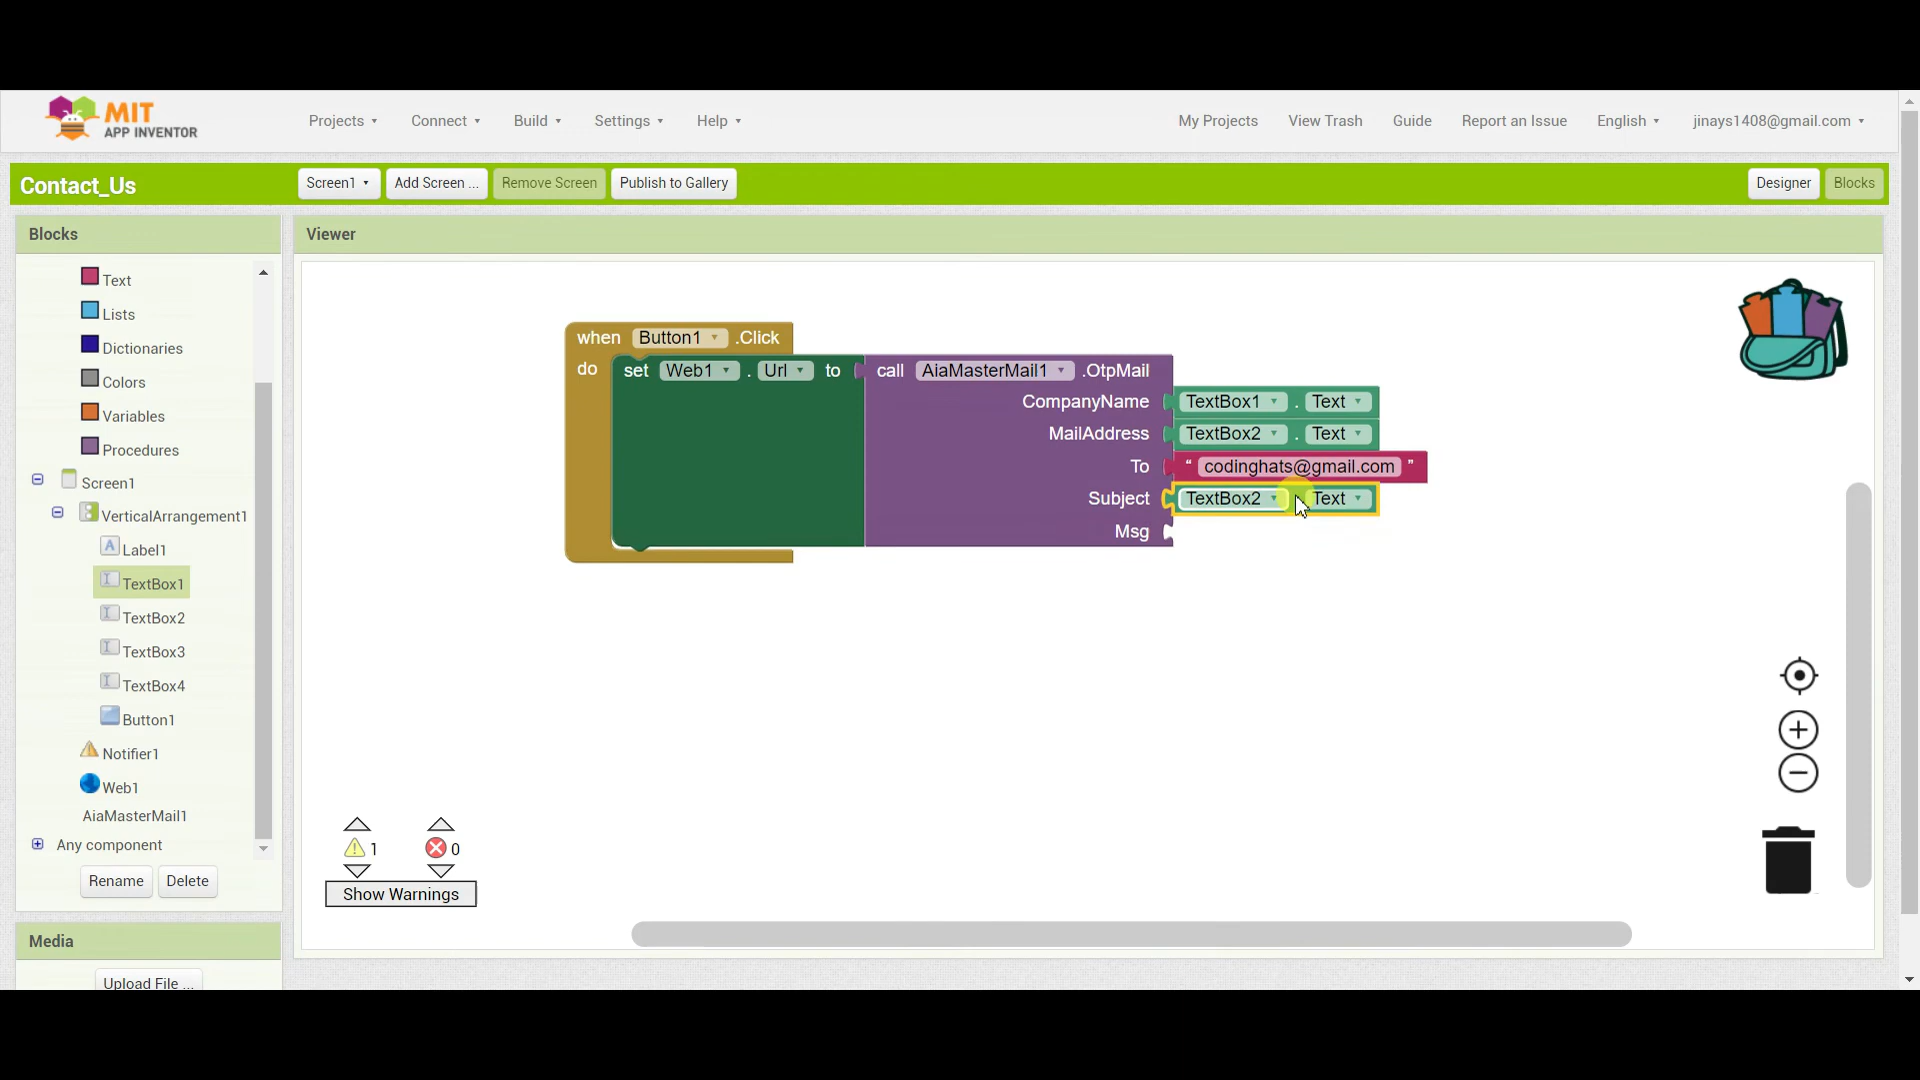 MIT
APP INVENTOR
Projects
Connect
Build
Settings
Help
My Projects
View Trash
Guide
Report an Issue
English
jinays1408@gmail.com
Contact_Us
Screen1
Add Screen ...
Remove Screen
Publish to Gallery
Designer
Blocks
Blocks
Viewer
Text
Lists
Dictionaries
Colors
Variables
Procedures
Screen1
VerticalArrangement1
A Label1
TextBox1
TextBox2
TextBox3
TextBox4
Button1
Notifier1
Web1
AiaMasterMail1
Any component
Rename
Delete
Media
Upload File ...
when Button1 .Click
do set Web1 . Url to call AiaMasterMail1 .OtpMail
CompanyName TextBox1 . Text
MailAddress TextBox2 . Text
To “ codinghats@gmail.com ”
Subject TextBox2 . Text
Msg
1
0
Show Warnings